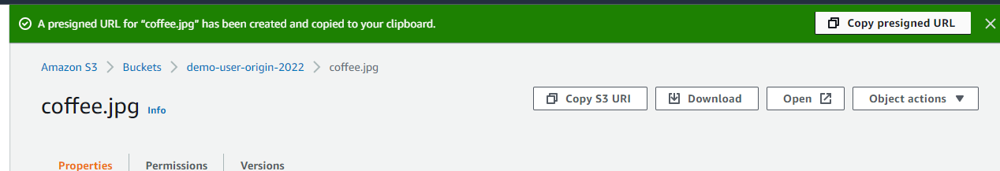 A presigned URL for “coffee.jpg” has been created and copied to your clipboard.
Copy presigned URL
Amazon S3 Buckets demo-user-origin-2022 coffee.jpg
coffee.jpg Info
Copy S3 URI Download Open Object actions
Properties Permissions Versions